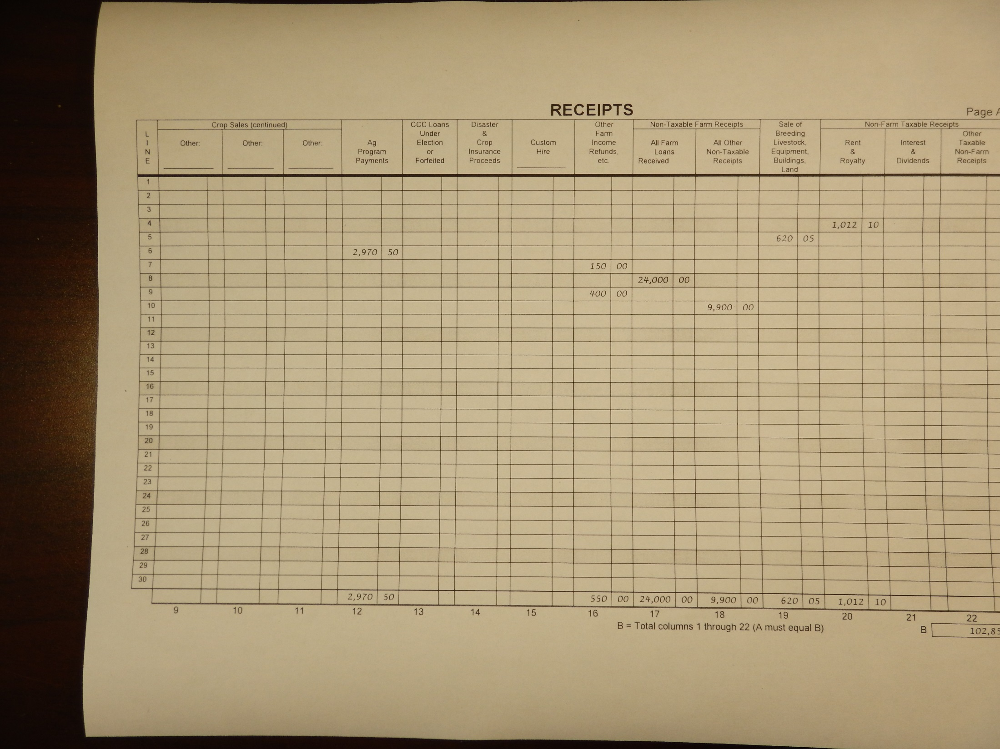 RECEIPTS
Page A
LINE
Crop Sales (continued)
Other:
Other:
Other:
Ag Program Payments
CCC Loans Under Election or Forfeited
Disaster & Crop Insurance Proceeds
Custom Hire
Other Farm Income Refunds, etc.
Non-Taxable Farm Receipts
All Farm Loans Received
All Other Non-Taxable Receipts
Sale of Breeding Livestock, Equipment, Buildings, Land
Non-Farm Taxable Receipts
Rent & Royalty
Interest & Dividends
Other Taxable Non-Farm Receipts
1
2
3
4 1,012 10
5 620 05
6 2,970 50
7 150 00
8 24,000 00
9 400 00
10 9,900 00
11
12
13
14
15
16
17
18
19
20
21
22
23
24
25
26
27
28
29
30
2,970 50 550 00 24,000 00 9,900 00 620 05 1,012 10
9 10 11 12 13 14 15 16 17 18 19 20 21 22
B = Total columns 1 through 22 (A must equal B) B 102,85